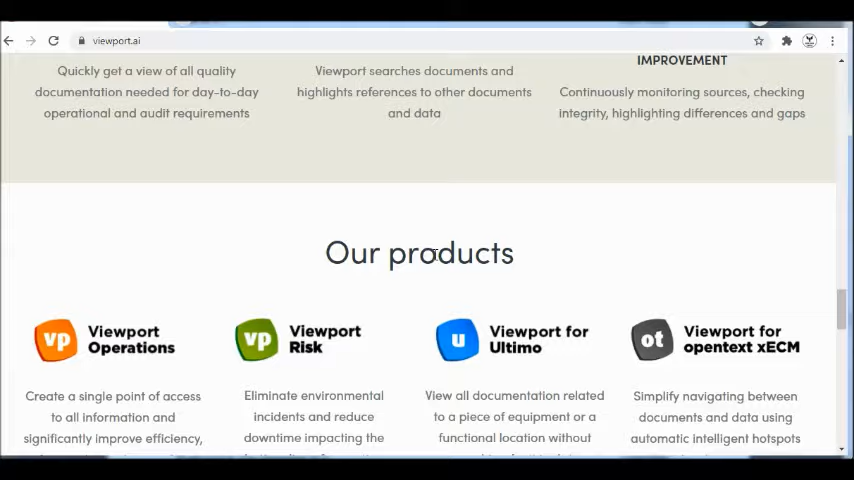 viewport.ai
IMPROVEMENT
Quickly get a view of all quality
documentation needed for day-to-day
operational and audit requirements
Viewport searches documents and
highlights references to other documents
and data
Continuously monitoring sources, checking
integrity, highlighting differences and gaps
Our products
vp
Viewport
Operations
vp
Viewport
Risk
u
Viewport for
Ultimo
ot
Viewport for
opentext xECM
Create a single point of access
to all information and
significantly improve efficiency,
Eliminate environmental
incidents and reduce
downtime impacting the
View all documentation related
to a piece of equipment or a
functional location without
Simplify navigating between
documents and data using
automatic intelligent hotspots